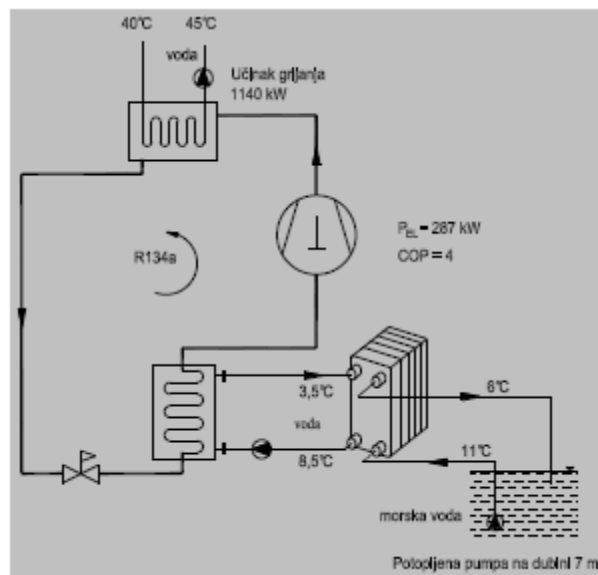 40℃ 45℃
voda
Učinak grijanja
1140 kW
P_EL = 287 kW
COP = 4
R134a
3,5℃
6℃
voda
8,5℃
11℃
morska voda
Potopljena pumpa na dubini 7 m